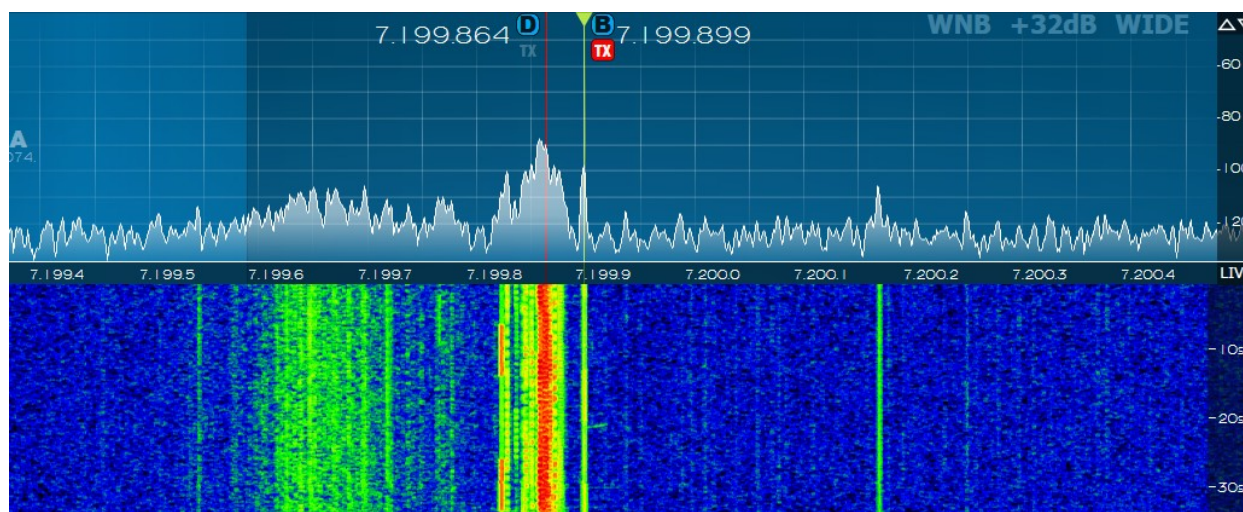 WNB +32dB WIDE
7.199.864 D B 7.199.899
TX TX
-60
-80
A
074.
-100
-120
7.199.4 7.199.5 7.199.6 7.199.7 7.199.8 7.199.9 7.200.0 7.200.1 7.200.2 7.200.3 7.200.4 LIV
10s
20s
30s